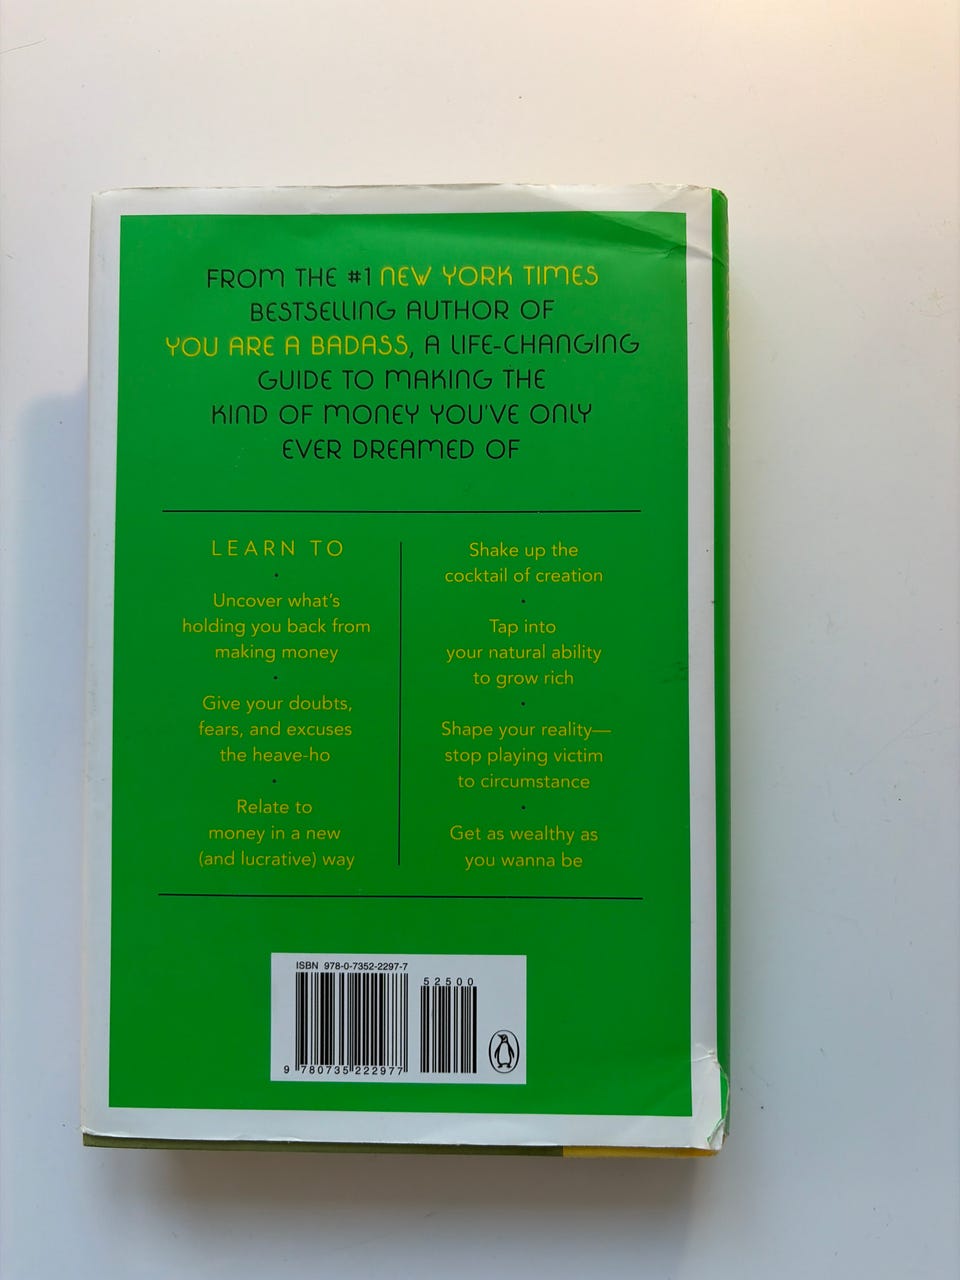 FROM THE #1 NEW YORK TIMES
BESTSELLING AUTHOR OF
YOU ARE A BADASS, A LIFE-CHANGING
GUIDE TO MAKING THE
KIND OF MONEY YOU'VE ONLY
EVER DREAMED OF
LEARN TO
Uncover what's
holding you back from
making money
Give your doubts,
fears, and excuses
the heave-ho
Relate to
money in a new
(and lucrative) way
Shake up the
cocktail of creation
Tap into
your natural ability
to grow rich
Shape your reality—
stop playing victim
to circumstance
Get as wealthy as
you wanna be
ISBN 978-0-7352-2297-7
52500
9 780735 222977